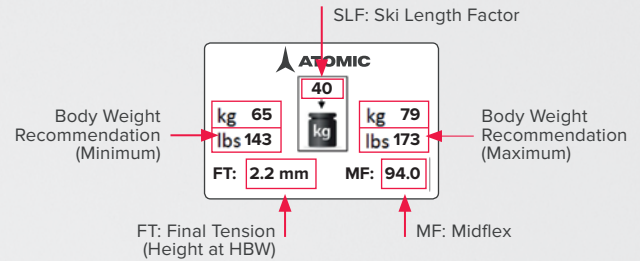 SLF: Ski Length Factor
ATOMIC
40
kg 65
kg
kg 79
lbs 143
lbs 173
Body Weight
Recommendation
(Minimum)
Body Weight
Recommendation
(Maximum)
FT: 2.2 mm
MF: 94.0
FT: Final Tension
(Height at HBW)
MF: Midflex